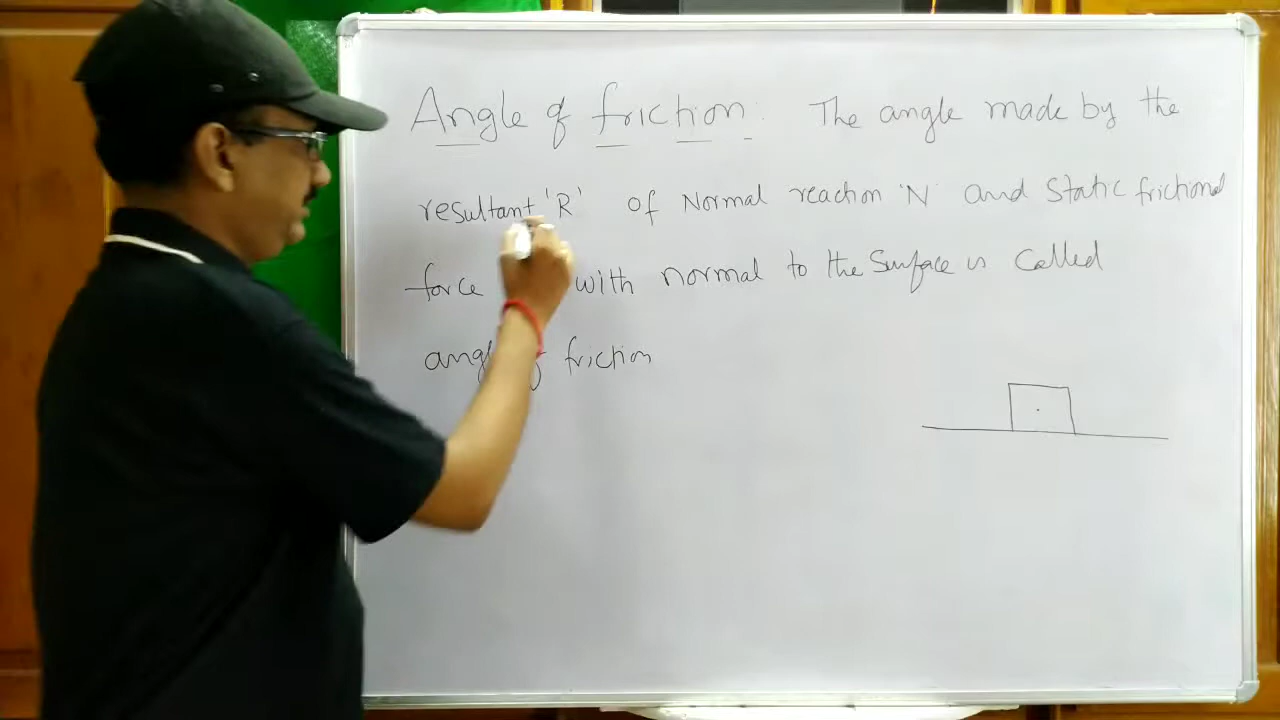 Angle of friction: The angle made by the
resultant 'R' of Normal reaction 'N' and Static frictional
force with normal to the Surface is called
angle of friction